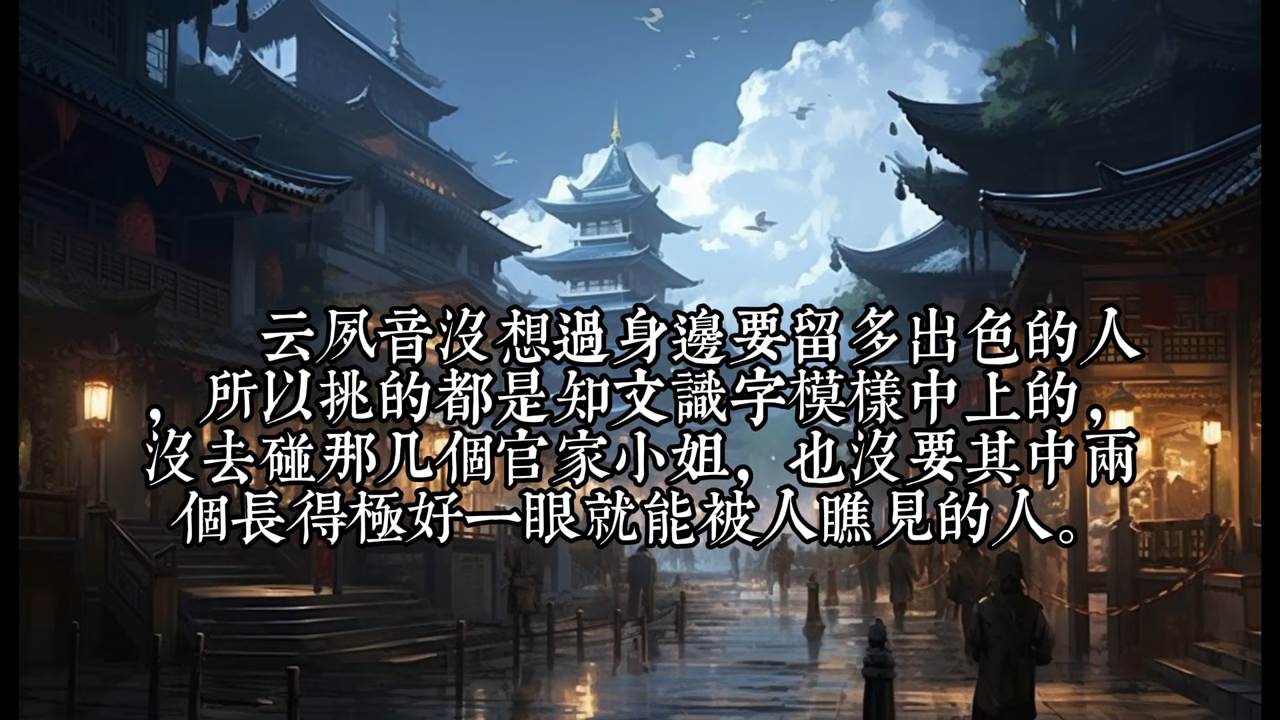 云夙音沒想過身邊要留多出色的人
，所以挑的都是知文識字模樣中上的，
沒去碰那几個官家小姐，也沒要其中兩
個長得極好一眼就能被人瞧見的人。